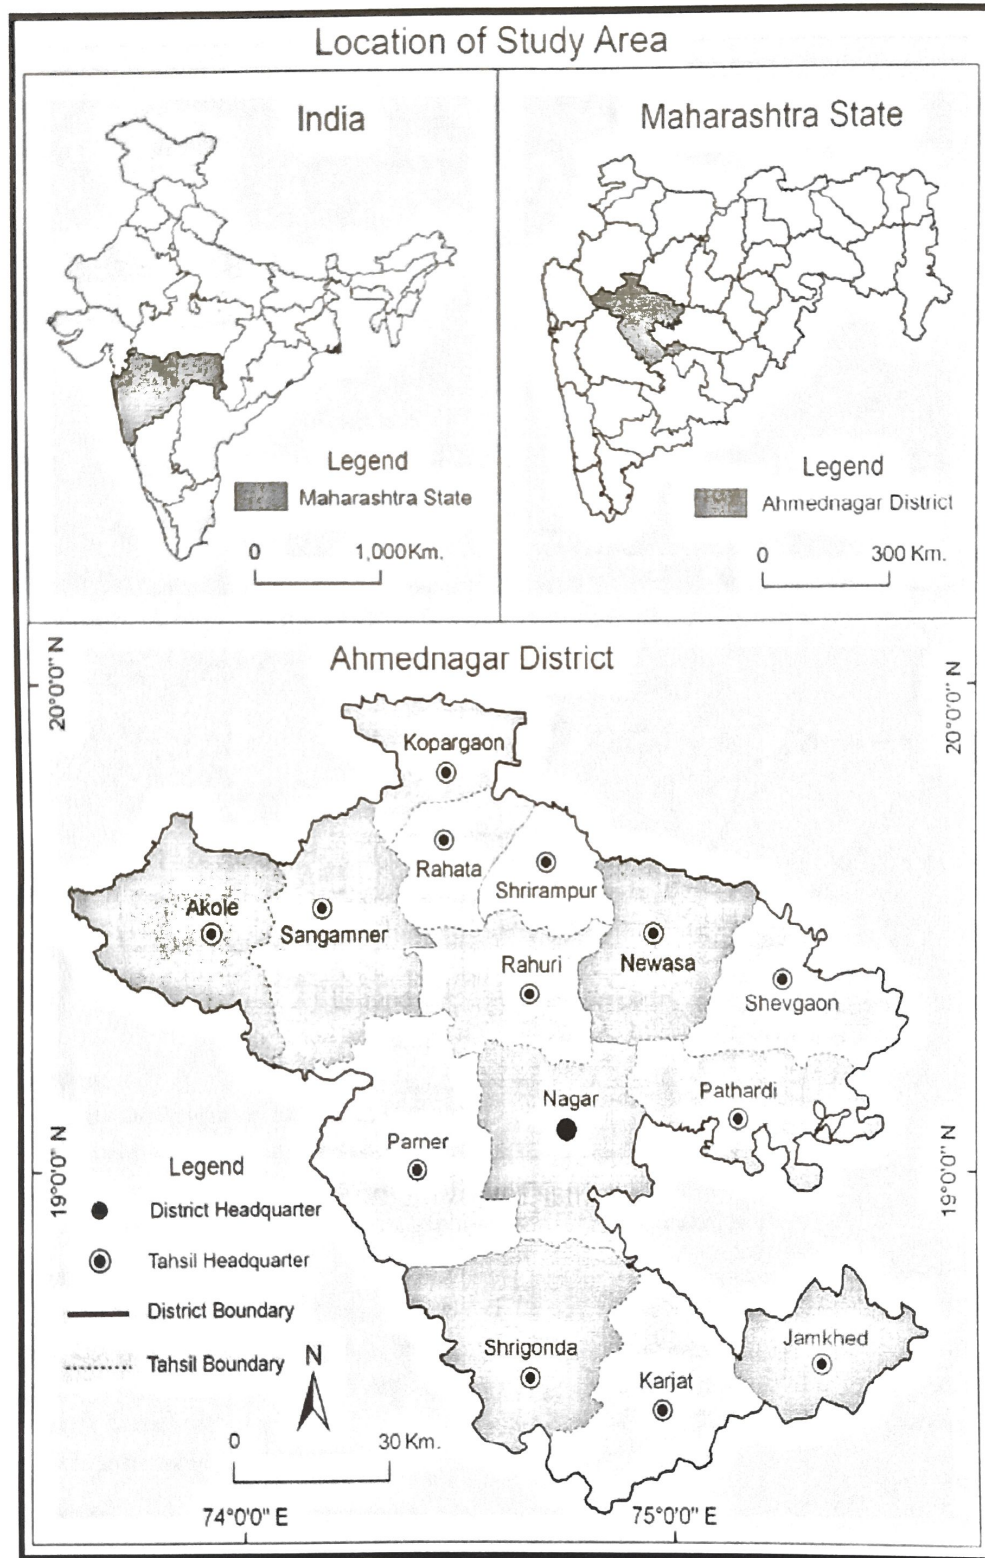 Location of Study Area
India
Legend
Maharashtra State
0 1,000Km.
Maharashtra State
Legend
Ahmednagar District
0 300 Km.
Ahmednagar District
20°0'0" N
20°0'0" N
Kopargaon
Rahata
Shrirampur
Akole
Sangamner
Rahuri
Newasa
Shevgaon
Nagar
Pathardi
Parner
19°0'0" N
19°0'0" N
Legend
District Headquarter
Tahsil Headquarter
District Boundary
Tahsil Boundary
N
0 30 Km.
Shrigonda
Karjat
Jamkhed
74°0'0" E
75°0'0" E